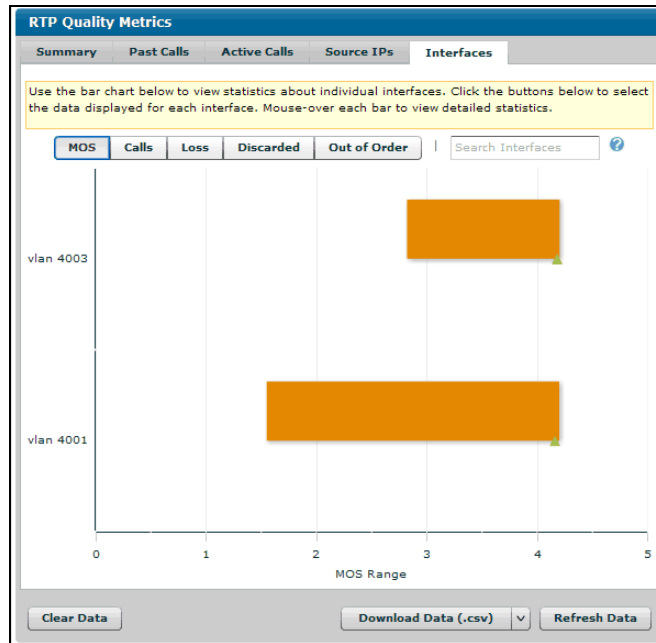 RTP Quality Metrics
Summary Past Calls Active Calls Source IPs Interfaces
Use the bar chart below to view statistics about individual interfaces. Click the buttons below to select
the data displayed for each interface. Mouse-over each bar to view detailed statistics.
MOS Calls Loss Discarded Out of Order | Search Interfaces ?
vlan 4003
vlan 4001
0 1 2 3 4 5
MOS Range
Clear Data Download Data (.csv) Refresh Data